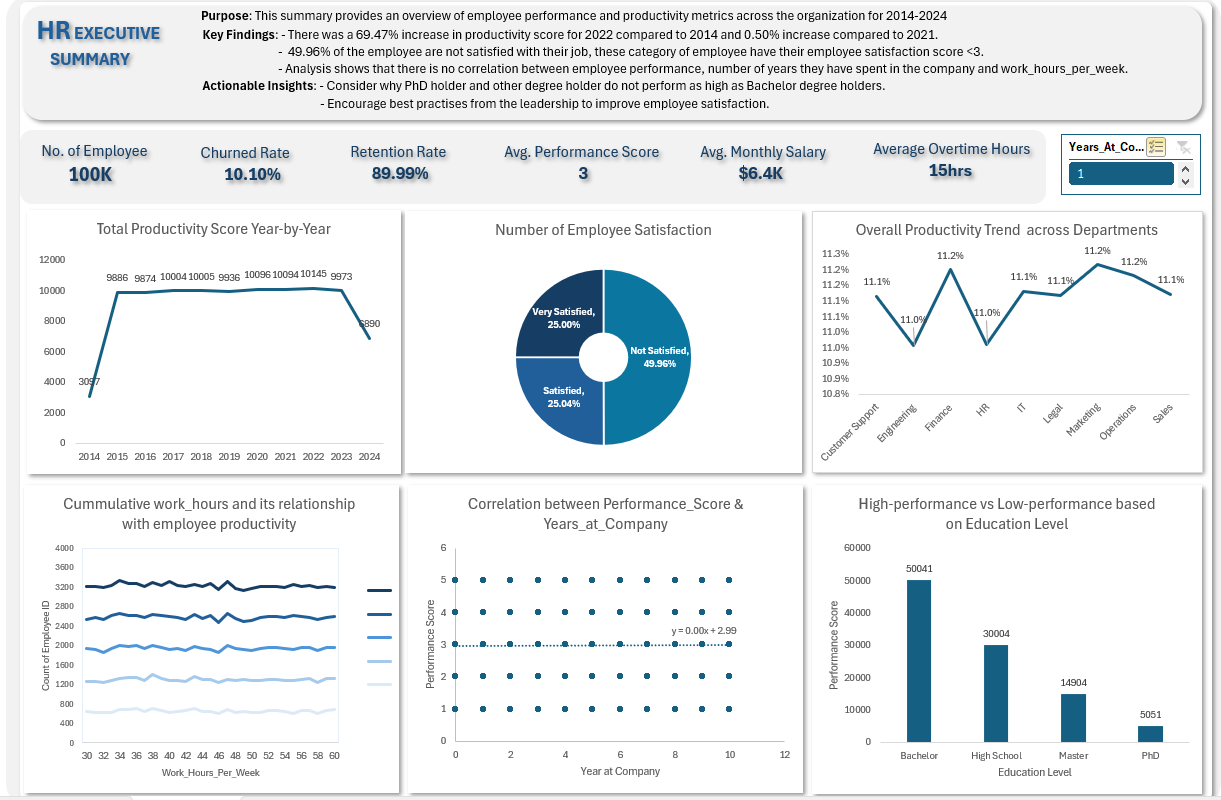 HR EXECUTIVE
SUMMARY
Purpose: This summary provides an overview of employee performance and productivity metrics across the organization for 2014-2024
Key Findings: - There was a 69.47% increase in productivity score for 2022 compared to 2014 and 0.50% increase compared to 2021.
- 49.96% of the employee are not satisfied with their job, these category of employee have their employee satisfaction score <3.
- Analysis shows that there is no correlation between employee performance, number of years they have spent in the company and work_hours_per_week.
Actionable Insights: - Consider why PhD holder and other degree holder do not perform as high as Bachelor degree holders.
- Encourage best practises from the leadership to improve employee satisfaction.
No. of Employee
100K
Churned Rate
10.10%
Retention Rate
89.99%
Avg. Performance Score
3
Avg. Monthly Salary
$6.4K
Average Overtime Hours
15hrs
Years_At_Co...
1
Total Productivity Score Year-by-Year
12000
10000
8000
6000
4000
2000
0
3097
9886
9874
10004
10005
9936
10096
10094
10145
9973
6890
2014 2015 2016 2017 2018 2019 2020 2021 2022 2023 2024
Number of Employee Satisfaction
Very Satisfied,
25.00%
Not Satisfied,
49.96%
Satisfied,
25.04%
Overall Productivity Trend across Departments
11.3%
11.2%
11.2%
11.1%
11.1%
11.0%
11.0%
10.9%
10.9%
10.8%
11.1%
11.0%
11.2%
11.0%
11.1%
11.1%
11.2%
11.2%
11.1%
Customer Support
Engineering
Finance
HR
IT
Legal
Marketing
Operations
Sales
Cummulative work_hours and its relationship
with employee productivity
Count of Employee ID
4000
3600
3200
2800
2400
2000
1600
1200
800
400
0
30 32 34 36 38 40 42 44 46 48 50 52 54 56 58 60
Work_Hours_Per_Week
Correlation between Performance_Score &
Years_at_Company
Performance Score
6
5
4
3
2
1
0
y = 0.00x + 2.99
0 2 4 6 8 10 12
Year at Company
High-performance vs Low-performance based
on Education Level
Performance Score
60000
50000
40000
30000
20000
10000
0
50041
30004
14904
5051
Bachelor High School Master PhD
Education Level